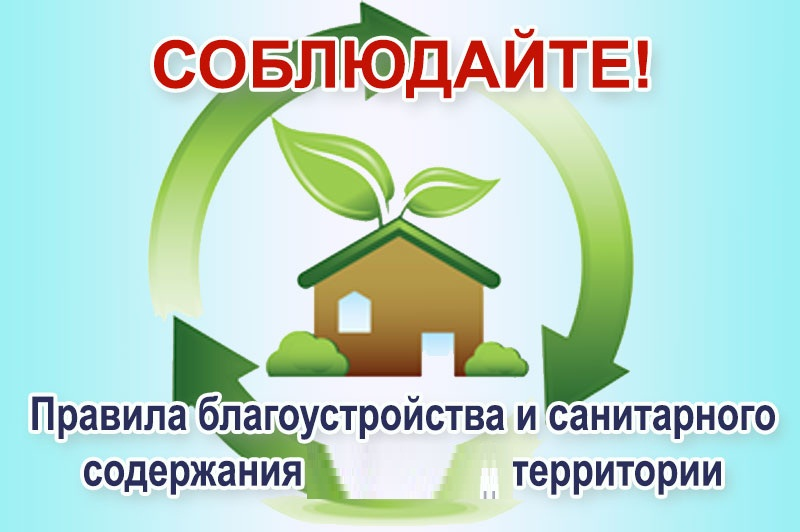 СОБЛЮДАЙТЕ!
Правила благоустройства и санитарного
содержания территории